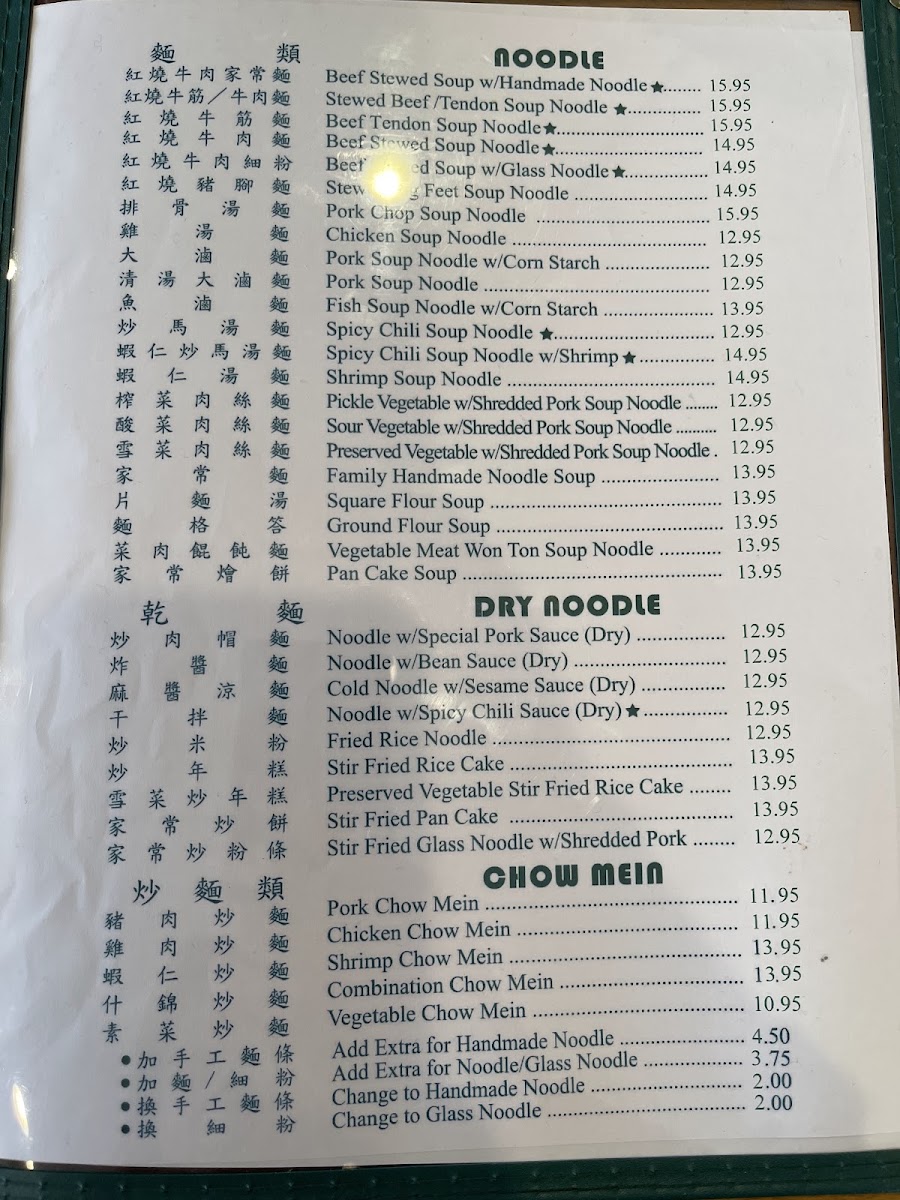 麵類 NOODLE
紅燒牛肉家常麵 Beef Stewed Soup w/Handmade Noodle★........ 15.95
紅燒牛筋／牛肉麵 Stewed Beef /Tendon Soup Noodle ★............... 15.95
紅燒牛筋麵 Beef Tendon Soup Noodle★.............................. 15.95
紅燒牛肉麵 Beef Stewed Soup Noodle★.............................. 14.95
紅燒牛肉細粉 Beef Soup w/Glass Noodle★.................. 14.95
紅燒豬腳麵 Feet Soup Noodle ........................... 14.95
排骨湯麵 Pork Chop Soup Noodle ................................... 15.95
雞湯麵 Chicken Soup Noodle ....................................... 12.95
大滷麵 Pork Soup Noodle w/Corn Starch ..................... 12.95
清湯大滷麵 Pork Soup Noodle ............................................. 12.95
魚滷麵 Fish Soup Noodle w/Corn Starch ...................... 13.95
炒馬湯麵 Spicy Chili Soup Noodle ★................................ 12.95
蝦仁炒馬湯麵 Spicy Chili Soup Noodle w/Shrimp★............... 14.95
蝦仁湯麵 Shrimp Soup Noodle .......................................... 14.95
榨菜肉絲麵 Pickle Vegetable w/Shredded Pork Soup Noodle ........ 12.95
酸菜肉絲麵 Sour Vegetable w/Shredded Pork Soup Noodle .......... 12.95
雪菜肉絲麵 Preserved Vegetable w/Shredded Pork Soup Noodle . 12.95
家常麵 Family Handmade Noodle Soup ........................ 13.95
片麵湯 Square Flour Soup ............................................... 13.95
麵格答 Ground Flour Soup .............................................. 13.95
菜肉餛飩麵 Vegetable Meat Won Ton Soup Noodle ............. 13.95
家常燴餅 Pan Cake Soup .................................................... 13.95
乾麵 DRY NOODLE
炒肉帽麵 Noodle w/Special Pork Sauce (Dry) .................. 12.95
炸醬麵 Noodle w/Bean Sauce (Dry) ............................... 12.95
麻醬涼麵 Cold Noodle w/Sesame Sauce (Dry) ................. 12.95
干拌麵 Noodle w/Spicy Chili Sauce (Dry)★................. 12.95
炒米粉 Fried Rice Noodle ................................................ 12.95
炒年糕 Stir Fried Rice Cake ............................................. 13.95
雪菜炒年糕 Preserved Vegetable Stir Fried Rice Cake ........ 13.95
家常炒餅 Stir Fried Pan Cake ........................................ 13.95
家常炒粉條 Stir Fried Glass Noodle w/Shredded Pork ........ 12.95
炒麵類 CHOW MEIN
豬肉炒麵 Pork Chow Mein ................................................... 11.95
雞肉炒麵 Chicken Chow Mein ............................................. 11.95
蝦仁炒麵 Shrimp Chow Mein ............................................... 13.95
什錦炒麵 Combination Chow Mein ..................................... 13.95
素菜炒麵 Vegetable Chow Mein .......................................... 10.95
●加手工麵條 Add Extra for Handmade Noodle ......................... 4.50
●加麵/細粉 Add Extra for Noodle/Glass Noodle .................... 3.75
●換手工麵條 Change to Handmade Noodle .............................. 2.00
●換細粉 Change to Glass Noodle ........................................ 2.00